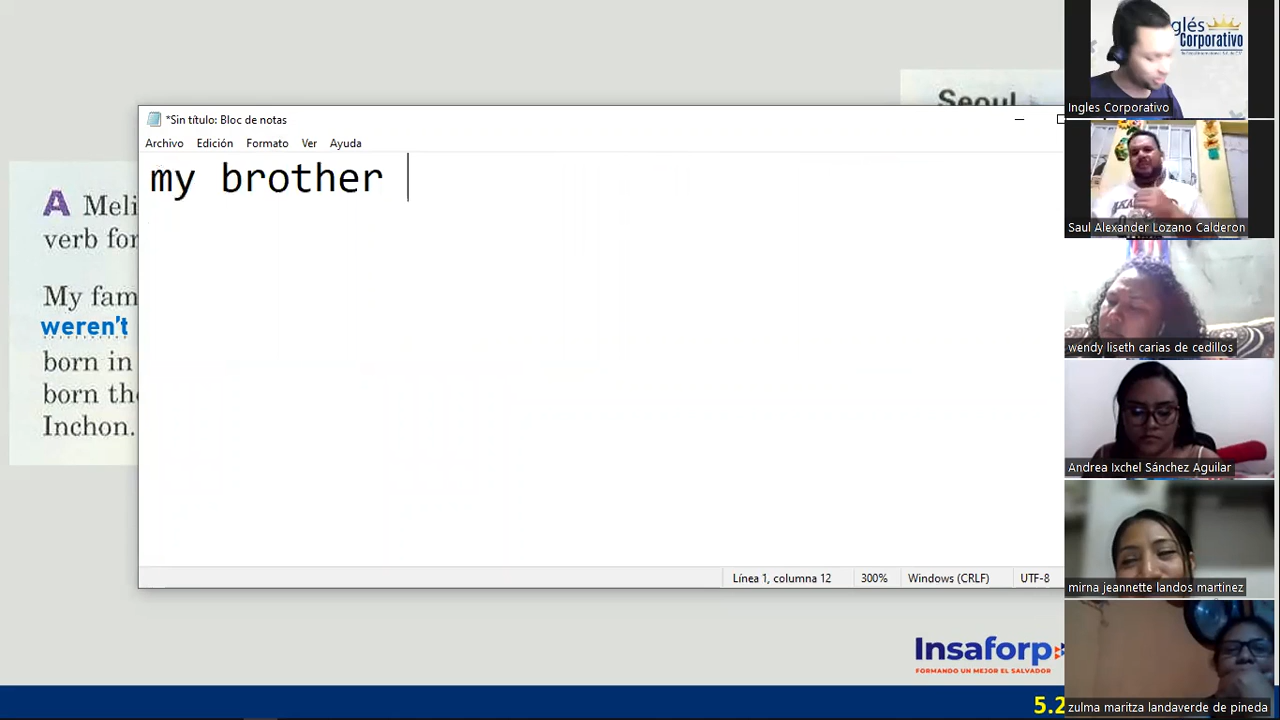 Seoul
*Sin título: Bloc de notas
Archivo Edición Formato Ver Ayuda
my brother
A Meli
verb for
My fam
weren't
born in
born the
Inchon.
Línea 1, columna 12 300% Windows (CRLF) UTF-8
Insaforp
FORMANDO UN MEJOR EL SALVADOR
5.2
glés
Corporativo
Ingles Corporativo
Saul Alexander Lozano Calderon
wendy liseth carias de cedillos
Andrea Ixchel Sánchez Aguilar
mirna jeannette landos martinez
zulma maritza landaverde de pineda